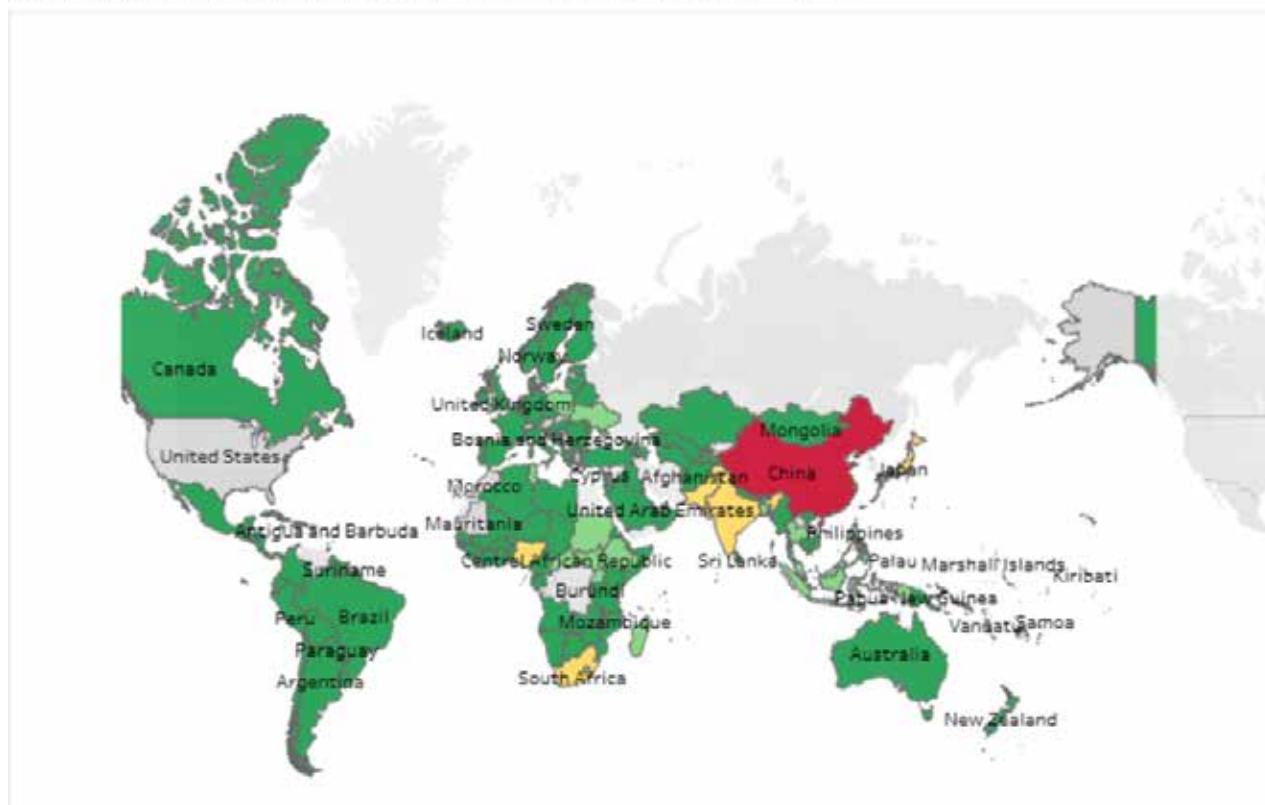 Iceland
Sweden
Norway
Canada
United Kingdom
Bosnia and Herzegovina
Mongolia
United States
Cyprus
Afghanistan
China
Japan
Morocco
United Arab Emirates
Mauritania
Antigua and Barbuda
Philippines
Central African Republic
Sri Lanka
Palau
Marshall Islands
Suriname
Kiribati
Burundi
Papua New Guinea
Peru
Brazil
Mozambique
Vanuatu
Samoa
Paraguay
Australia
Argentina
South Africa
New Zealand